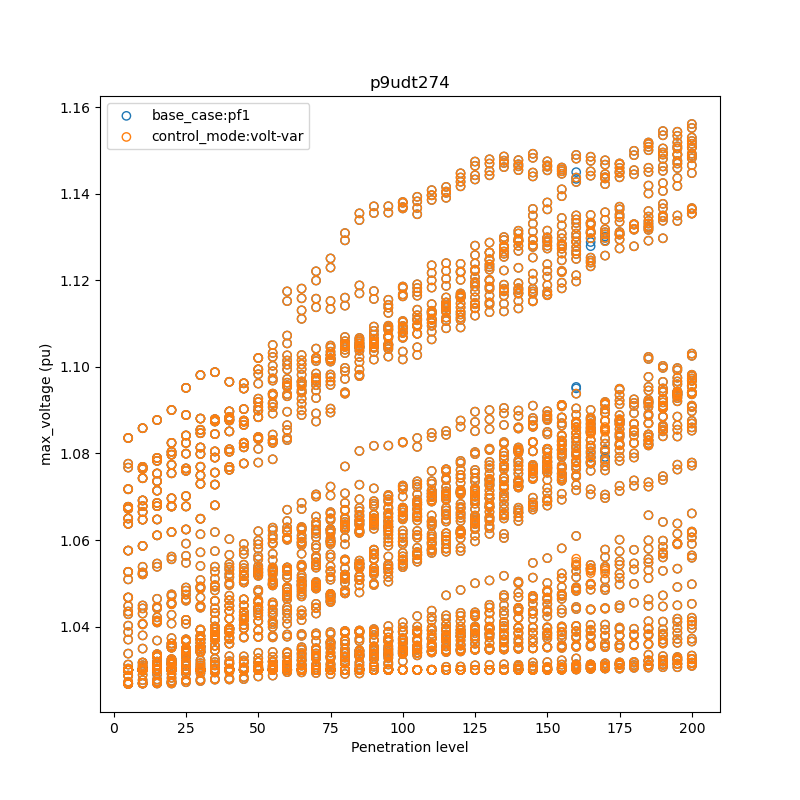 p9udt274
base_case:pf1
control_mode:volt-var
1.16
1.14
1.12
1.10
1.08
1.06
1.04
max_voltage (pu)
0 25 50 75 100 125 150 175 200
Penetration level